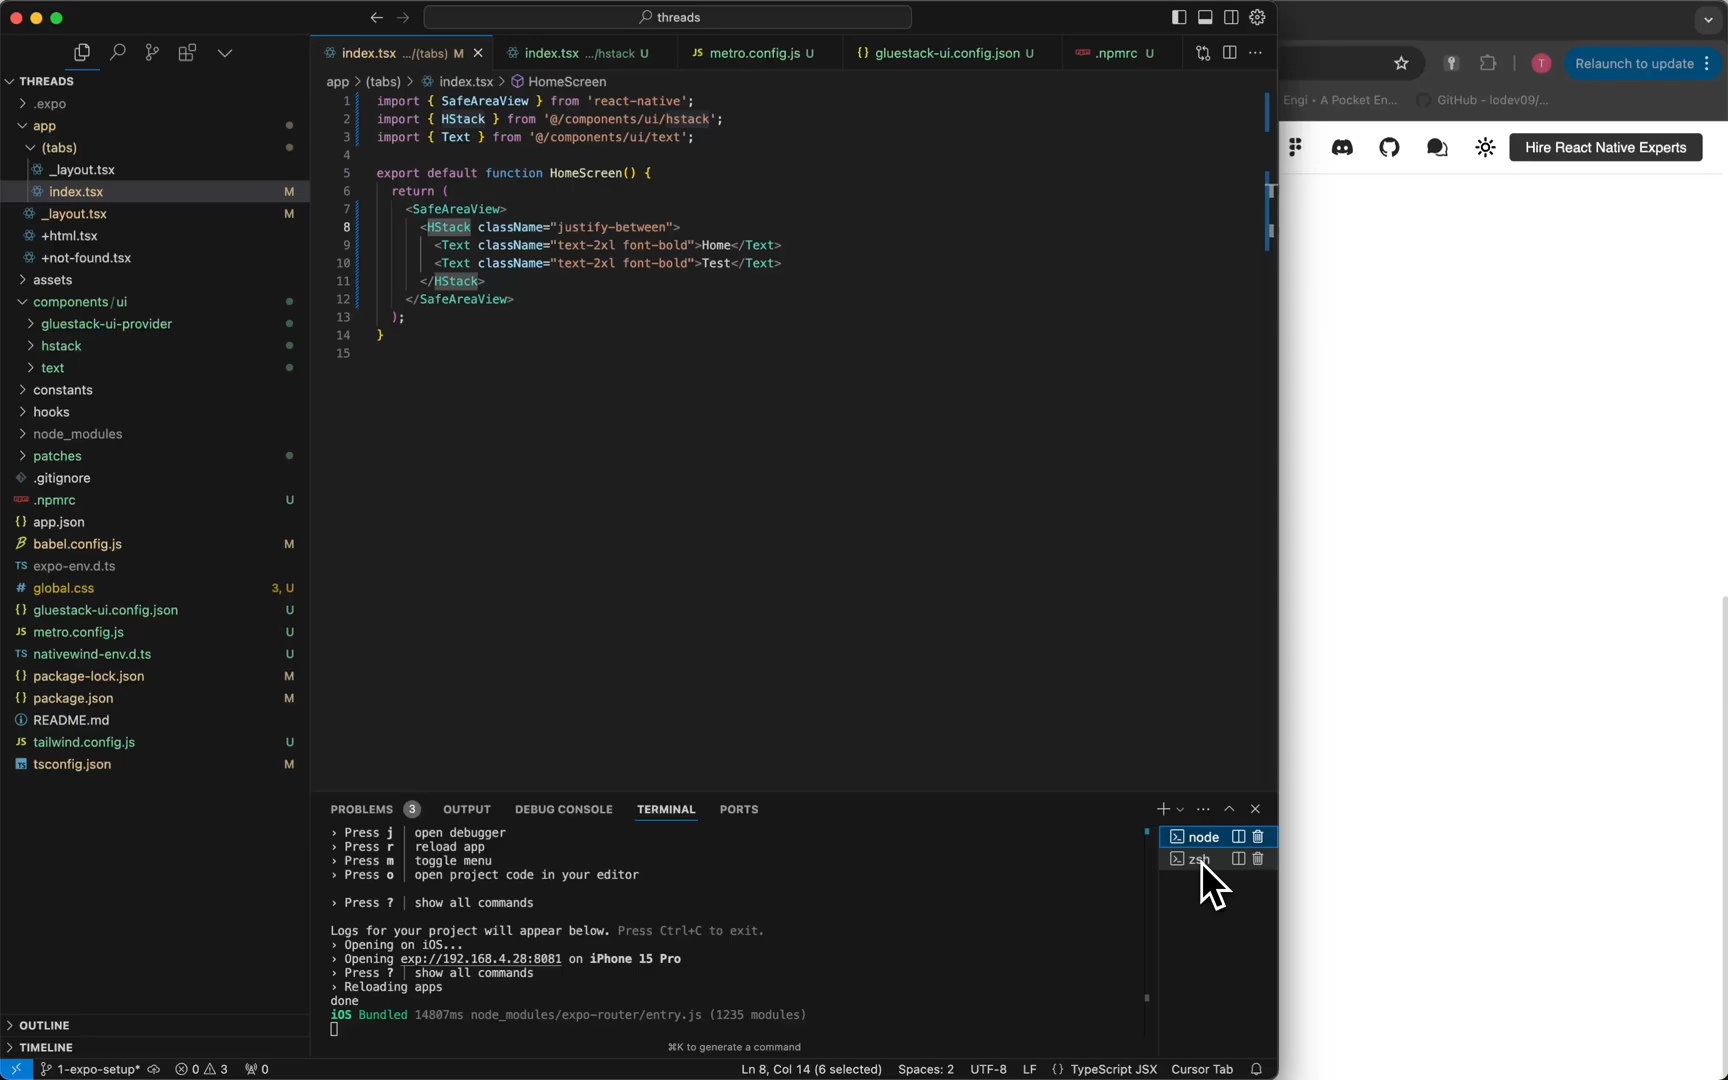 threads
THREADS
.expo
app
(tabs)
_layout.tsx
index.tsx M
_layout.tsx M
+html.tsx
+not-found.tsx
assets
components/ui
gluestack-ui-provider
hstack
text
constants
hooks
node_modules
patches
.gitignore
.npmrc U
app.json
babel.config.js M
expo-env.d.ts
global.css 3, U
gluestack-ui.config.json U
metro.config.js U
nativewind-env.d.ts U
package-lock.json M
package.json M
README.md
tailwind.config.js U
tsconfig.json M
OUTLINE
TIMELINE
index.tsx .../(tabs) M
index.tsx .../hstack U
JS metro.config.js U
{} gluestack-ui.config.json U
.npmrc U
app > (tabs) > index.tsx > HomeScreen
1 import { SafeAreaView } from 'react-native';
2 import { HStack } from '@/components/ui/hstack';
3 import { Text } from '@/components/ui/text';
4
5 export default function HomeScreen() {
6 return (
7 <SafeAreaView>
8 <HStack className="justify-between">
9 <Text className="text-2xl font-bold">Home</Text>
10 <Text className="text-2xl font-bold">Test</Text>
11 </HStack>
12 </SafeAreaView>
13 );
14 }
15
PROBLEMS 3 OUTPUT DEBUG CONSOLE TERMINAL PORTS
› Press j │ open debugger
› Press r │ reload app
› Press m │ toggle menu
› Press o │ open project code in your editor
› Press ? │ show all commands
Logs for your project will appear below. Press Ctrl+C to exit.
› Opening on iOS...
› Opening exp://192.168.4.28:8081 on iPhone 15 Pro
› Press ? │ show all commands
› Reloading apps
done
iOS Bundled 14807ms node_modules/expo-router/entry.js (1235 modules)
⌘K to generate a command
node
zsh
1-expo-setup* 0 3 0
Ln 8, Col 14 (6 selected) Spaces: 2 UTF-8 LF {} TypeScript JSX Cursor Tab
T Relaunch to update
Engi • A Pocket En... GitHub - lodev09/...
Hire React Native Experts